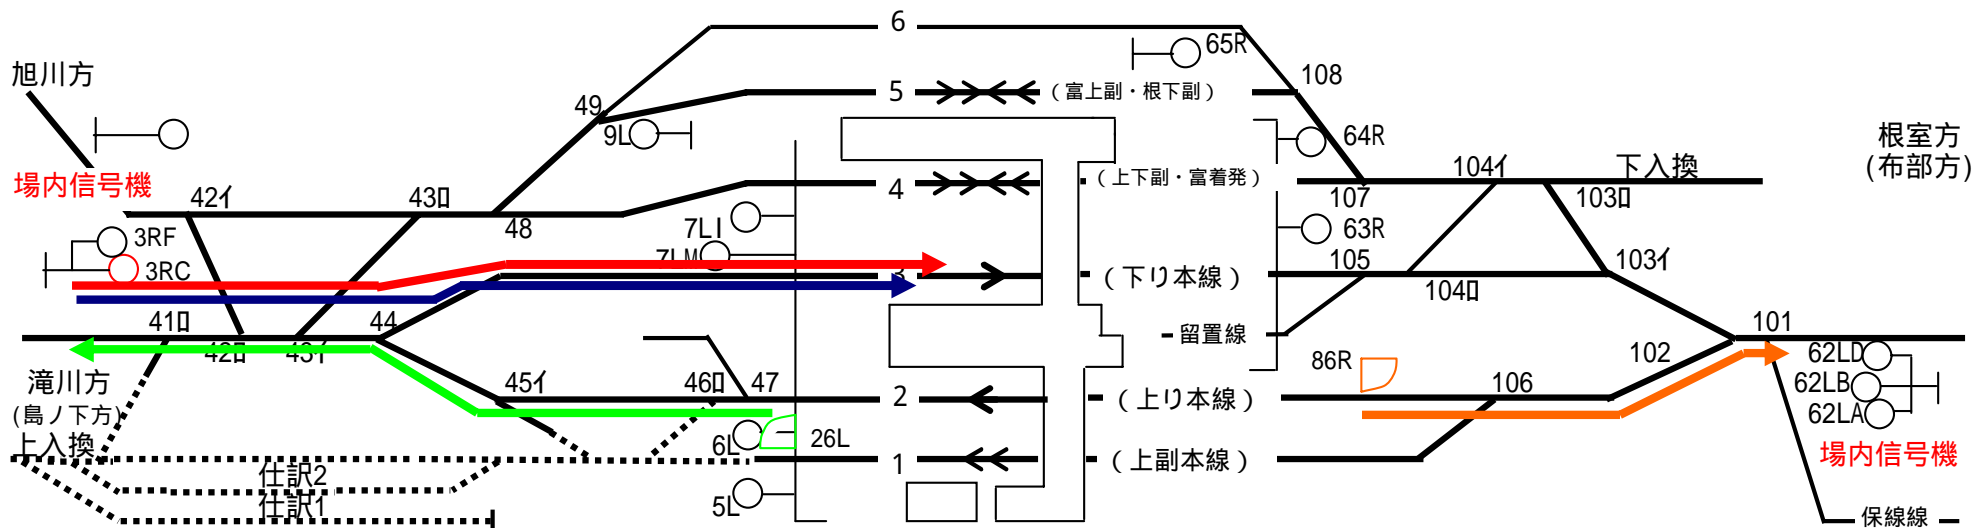 6
65R
旭川方
108
49
5
(富上副・根下副)
9L
64R
根室方
(布部方)
場内信号機
42イ
43ロ
48
4
(上下副・富着発)
104イ
下入換
107
103ロ
3RF
3RC
7LI
7LM
63R
3
(下り本線)
105
104ロ
103イ
41ロ
42ロ
43イ
44
留置線
101
102
62LD
62LB
62LA
滝川方
(島ノ下方)
上入換
45イ
46ロ
47
2
(上り本線)
86R
106
6L
26L
1
(上副本線)
場内信号機
仕訳2
仕訳1
5L
保線線